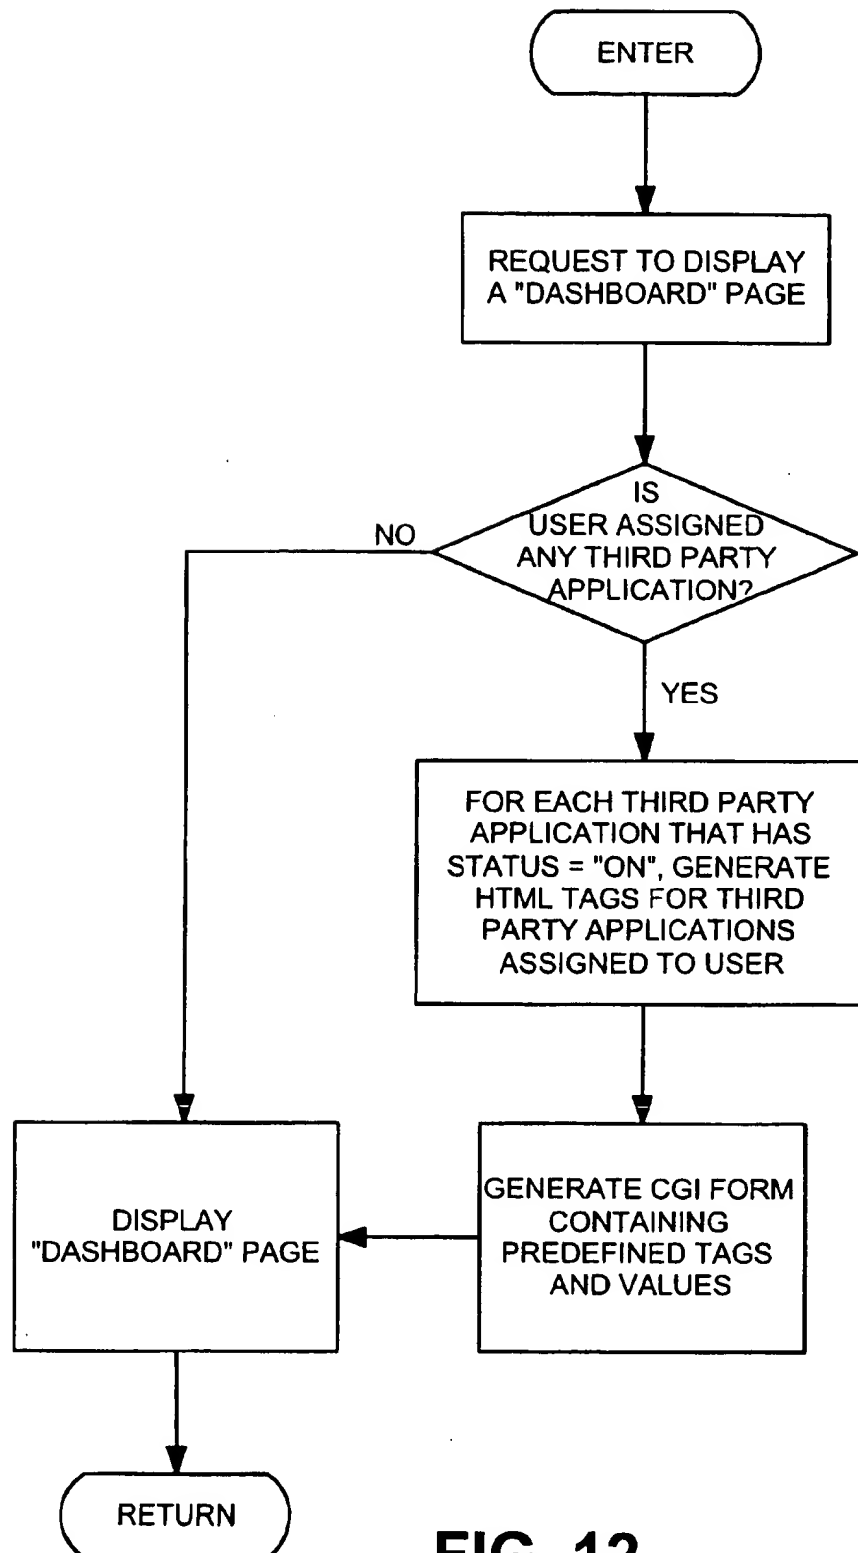 ENTER
REQUEST TO DISPLAY
A "DASHBOARD" PAGE
IS
USER ASSIGNED
ANY THIRD PARTY
APPLICATION?
NO
YES
FOR EACH THIRD PARTY
APPLICATION THAT HAS
STATUS = "ON", GENERATE
HTML TAGS FOR THIRD
PARTY APPLICATIONS
ASSIGNED TO USER
GENERATE CGI FORM
CONTAINING
PREDEFINED TAGS
AND VALUES
DISPLAY
"DASHBOARD" PAGE
RETURN
FIG. 12